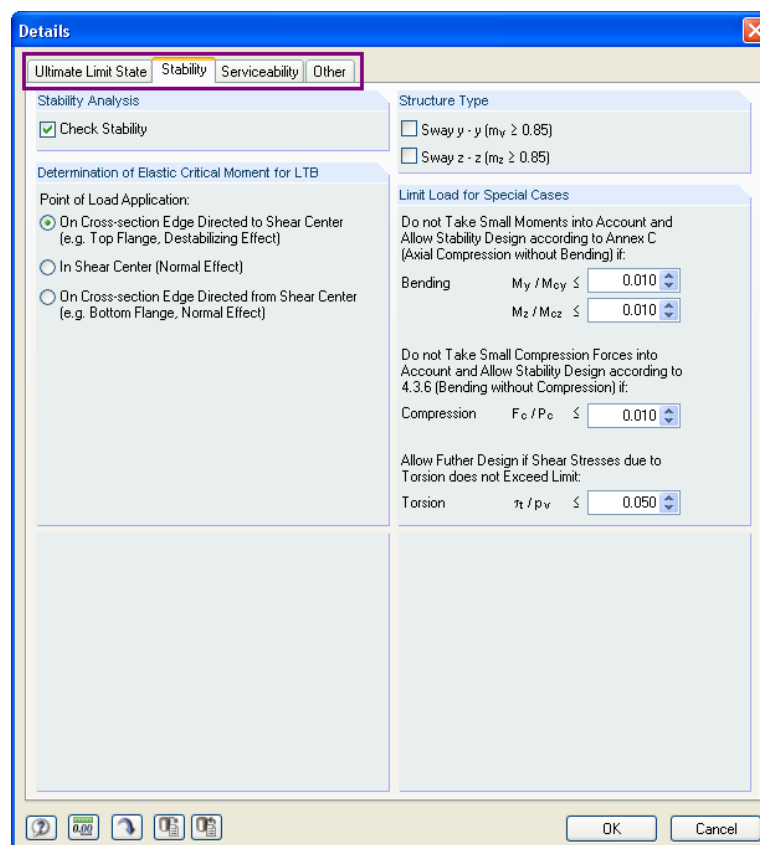 Details
Ultimate Limit State Stability Serviceability Other
Stability Analysis
Check Stability
Determination of Elastic Critical Moment for LTB
Point of Load Application:
On Cross-section Edge Directed to Shear Center
(e.g. Top Flange, Destabilizing Effect)
In Shear Center (Normal Effect)
On Cross-section Edge Directed from Shear Center
(e.g. Bottom Flange, Normal Effect)
Structure Type
Sway y - y (my ≥ 0.85)
Sway z - z (mz ≥ 0.85)
Limit Load for Special Cases
Do not Take Small Moments into Account and
Allow Stability Design according to Annex C
(Axial Compression without Bending) if:
Bending My / Mcy ≤ 0.010
Mz / Mcz ≤ 0.010
Do not Take Small Compression Forces into
Account and Allow Stability Design according to
4.3.6 (Bending without Compression) if:
Compression Fc / Pc ≤ 0.010
Allow Futher Design if Shear Stresses due to
Torsion does not Exceed Limit:
Torsion τt / pv ≤ 0.050
0.00
OK Cancel